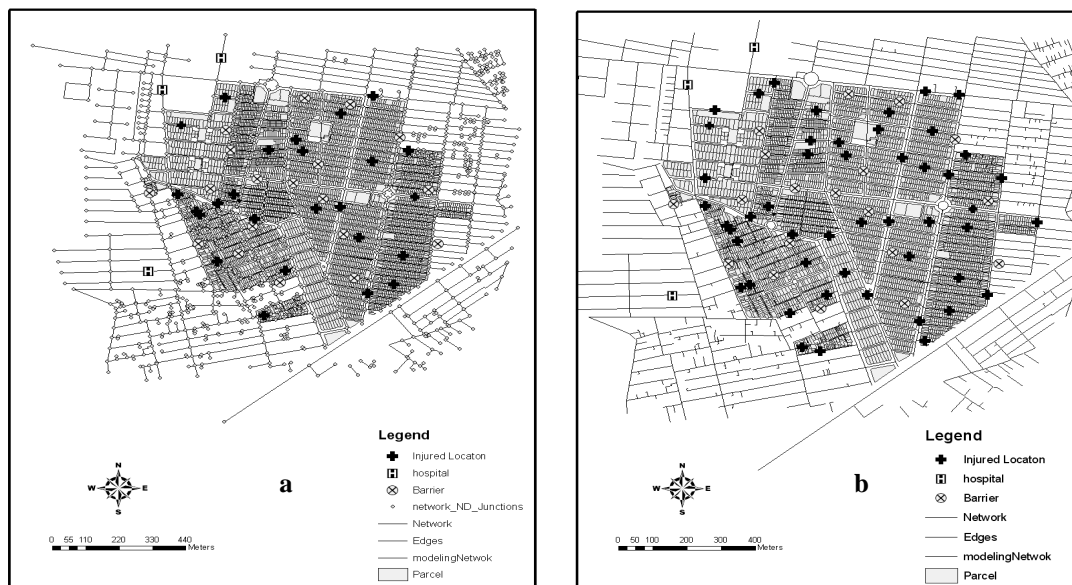 Legend
Injured Locaton
hospital
Barrier
network_ND_Junctions
Network
Edges
modelingNetwok
Parcel
N
W E
S
a
0 55 110 220 330 440
Meters
Legend
Injured Locaton
hospital
Barrier
Network
Edges
modelingNetwok
Parcel
N
W E
S
b
0 50 100 200 300 400
Meters